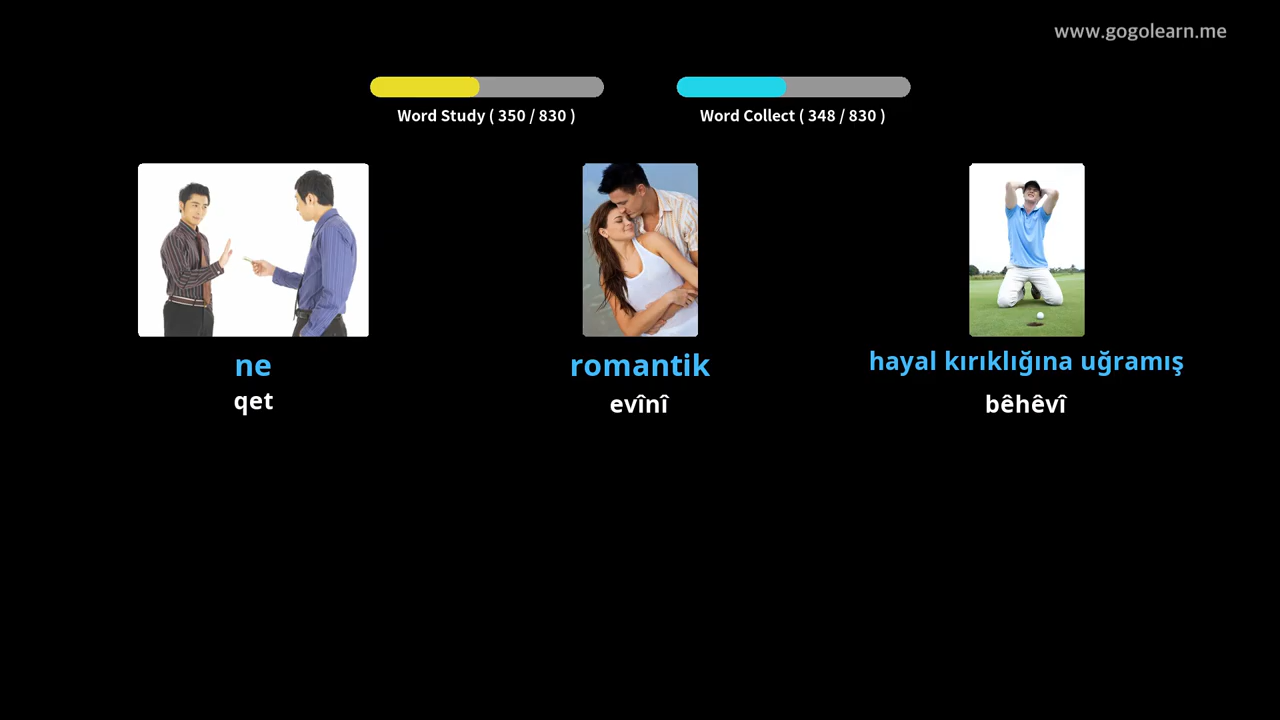 www.gogolearn.me
Word Study ( 350 / 830 )
Word Collect ( 348 / 830 )
ne
romantik
hayal kırıklığına uğramış
qet
evînî
bêhêvî